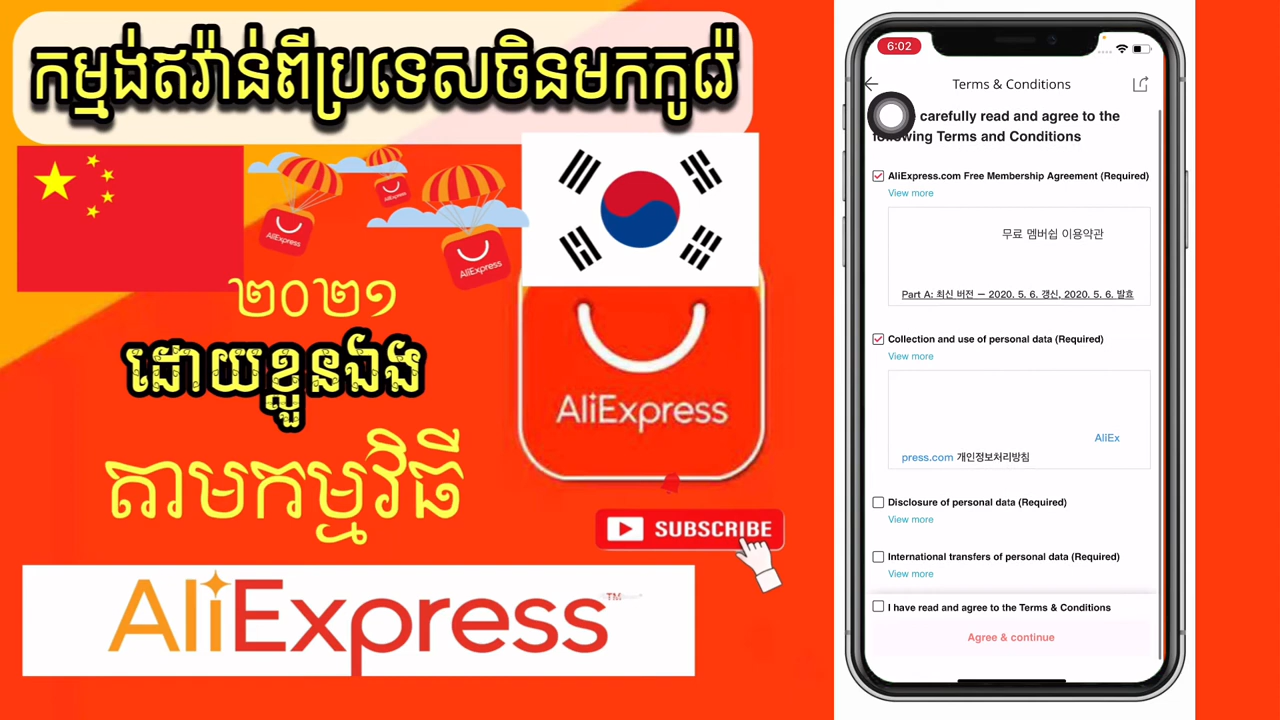 កម្មង់ឥវ៉ាន់ពីប្រទេសចិនមកកូរ៉េ
AliExpress
AliExpress
AliExpress
២០២១
ដោយខ្លួនឯង
តាមកម្មវិធី
AliExpress
SUBSCRIBE
AliExpress
TM
6:02
Terms & Conditions
carefully read and agree to the
wing Terms and Conditions
AliExpress.com Free Membership Agreement (Required)
View more
무료 멤버쉽 이용약관
Part A: 최신 버전 – 2020. 5. 6. 갱신, 2020. 5. 6. 발효
Collection and use of personal data (Required)
View more
AliEx
press.com 개인정보처리방침
Disclosure of personal data (Required)
View more
International transfers of personal data (Required)
View more
I have read and agree to the Terms & Conditions
Agree & continue